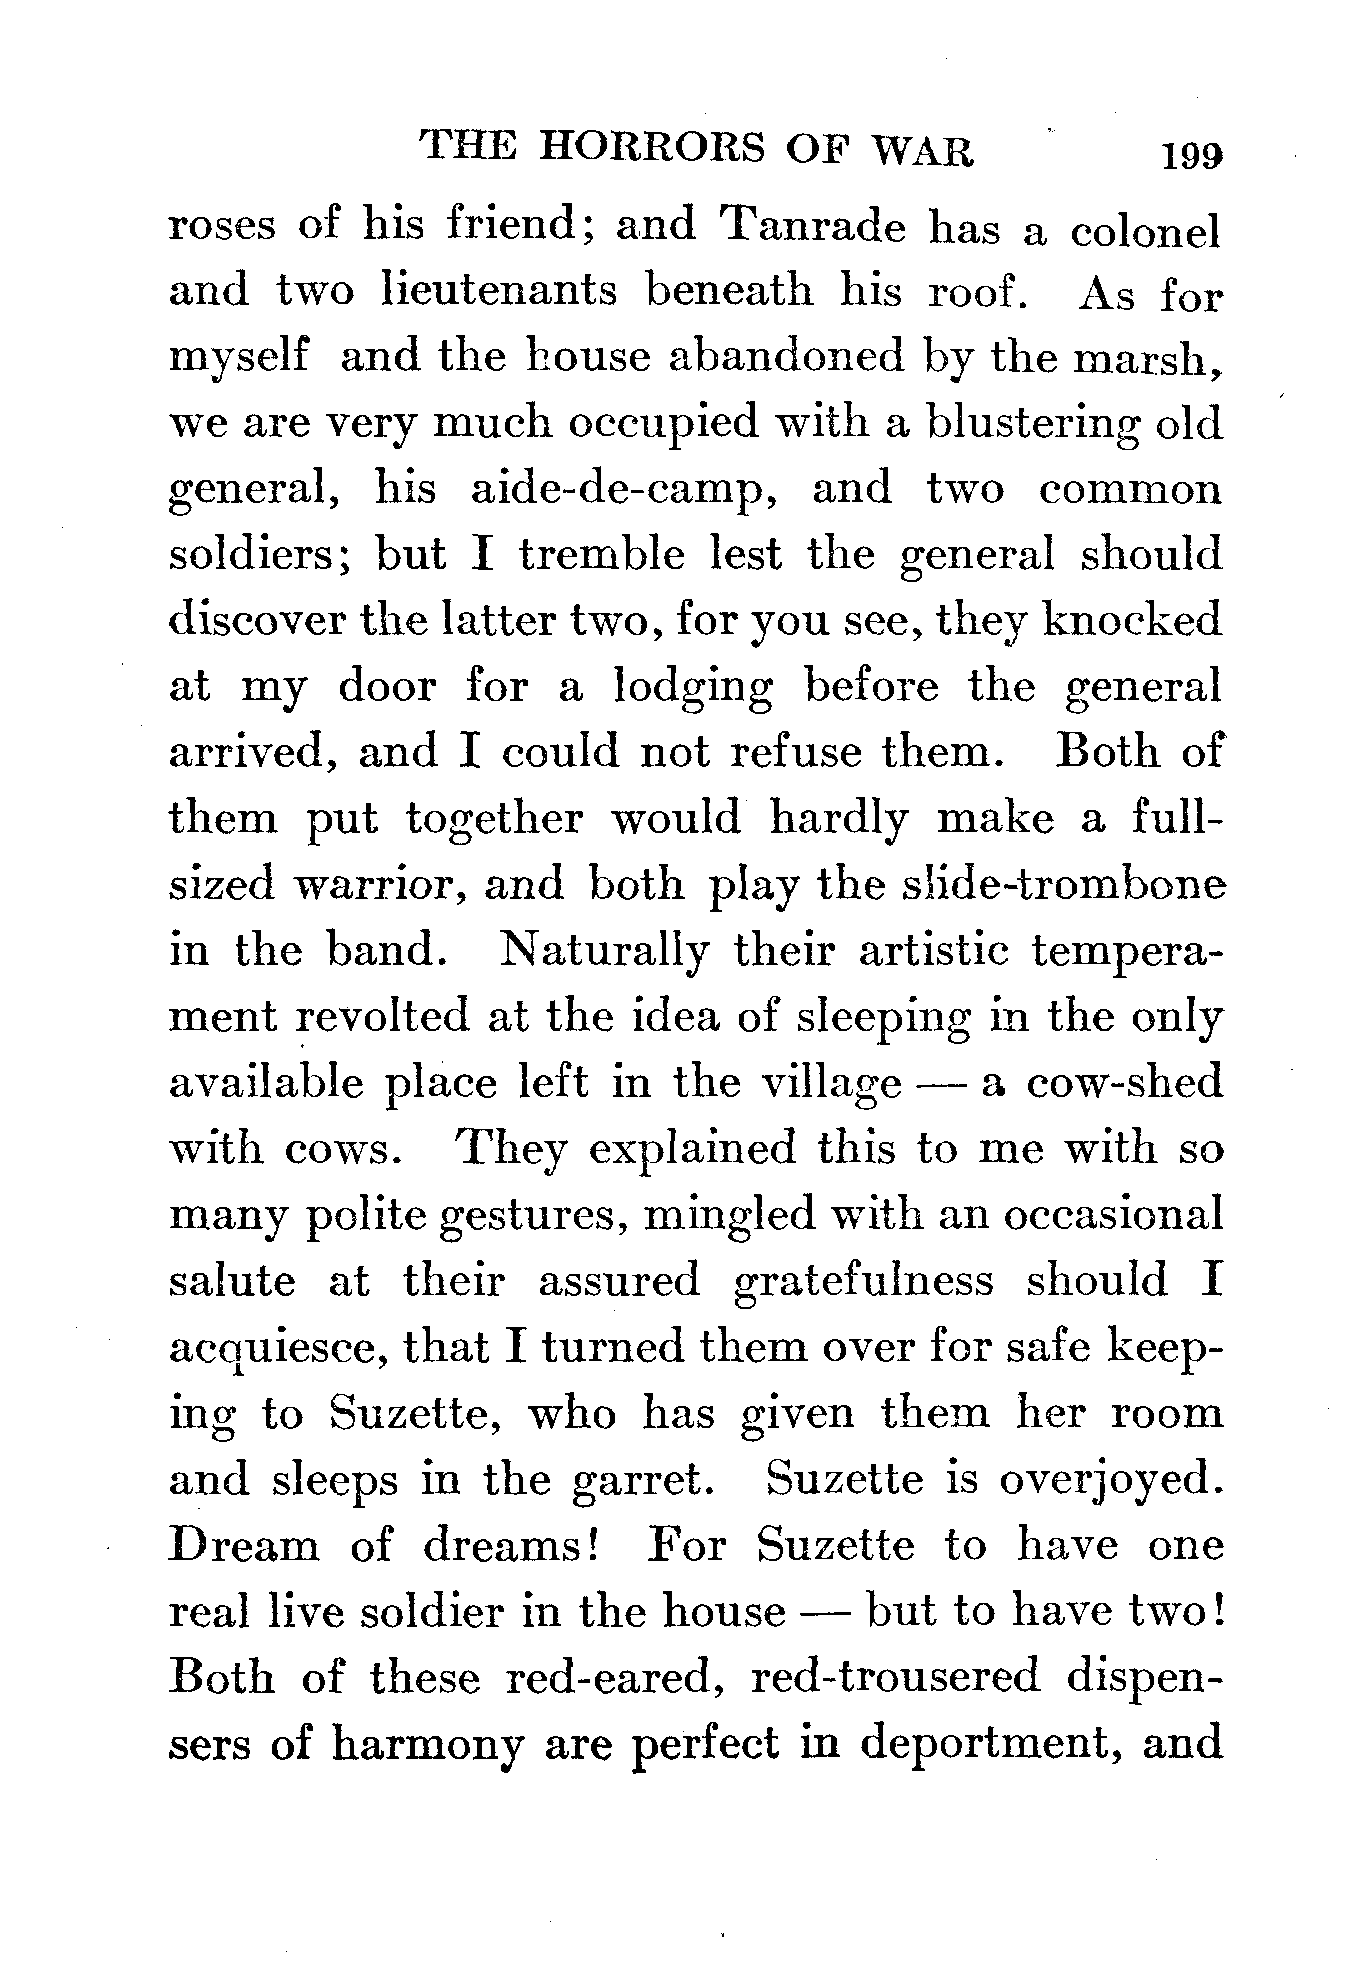 THE HORRORS OF WAR 199
roses of his friend; and Tanrade has a colonel
and two lieutenants beneath his roof. As for
myself and the house abandoned by the marsh,
we are very much occupied with a blustering old
general, his aide-de-camp, and two common
soldiers; but I tremble lest the general should
discover the latter two, for you see, they knocked
at my door for a lodging before the general
arrived, and I could not refuse them. Both of
them put together would hardly make a full-
sized warrior, and both play the slide-trombone
in the band. Naturally their artistic tempera-
ment revolted at the idea of sleeping in the only
available place left in the village — a cow-shed
with cows. They explained this to me with so
many polite gestures, mingled with an occasional
salute at their assured gratefulness should I
acquiesce, that I turned them over for safe keep-
ing to Suzette, who has given them her room
and sleeps in the garret. Suzette is overjoyed.
Dream of dreams! For Suzette to have one
real live soldier in the house — but to have two!
Both of these red-eared, red-trousered dispen-
sers of harmony are perfect in deportment, and